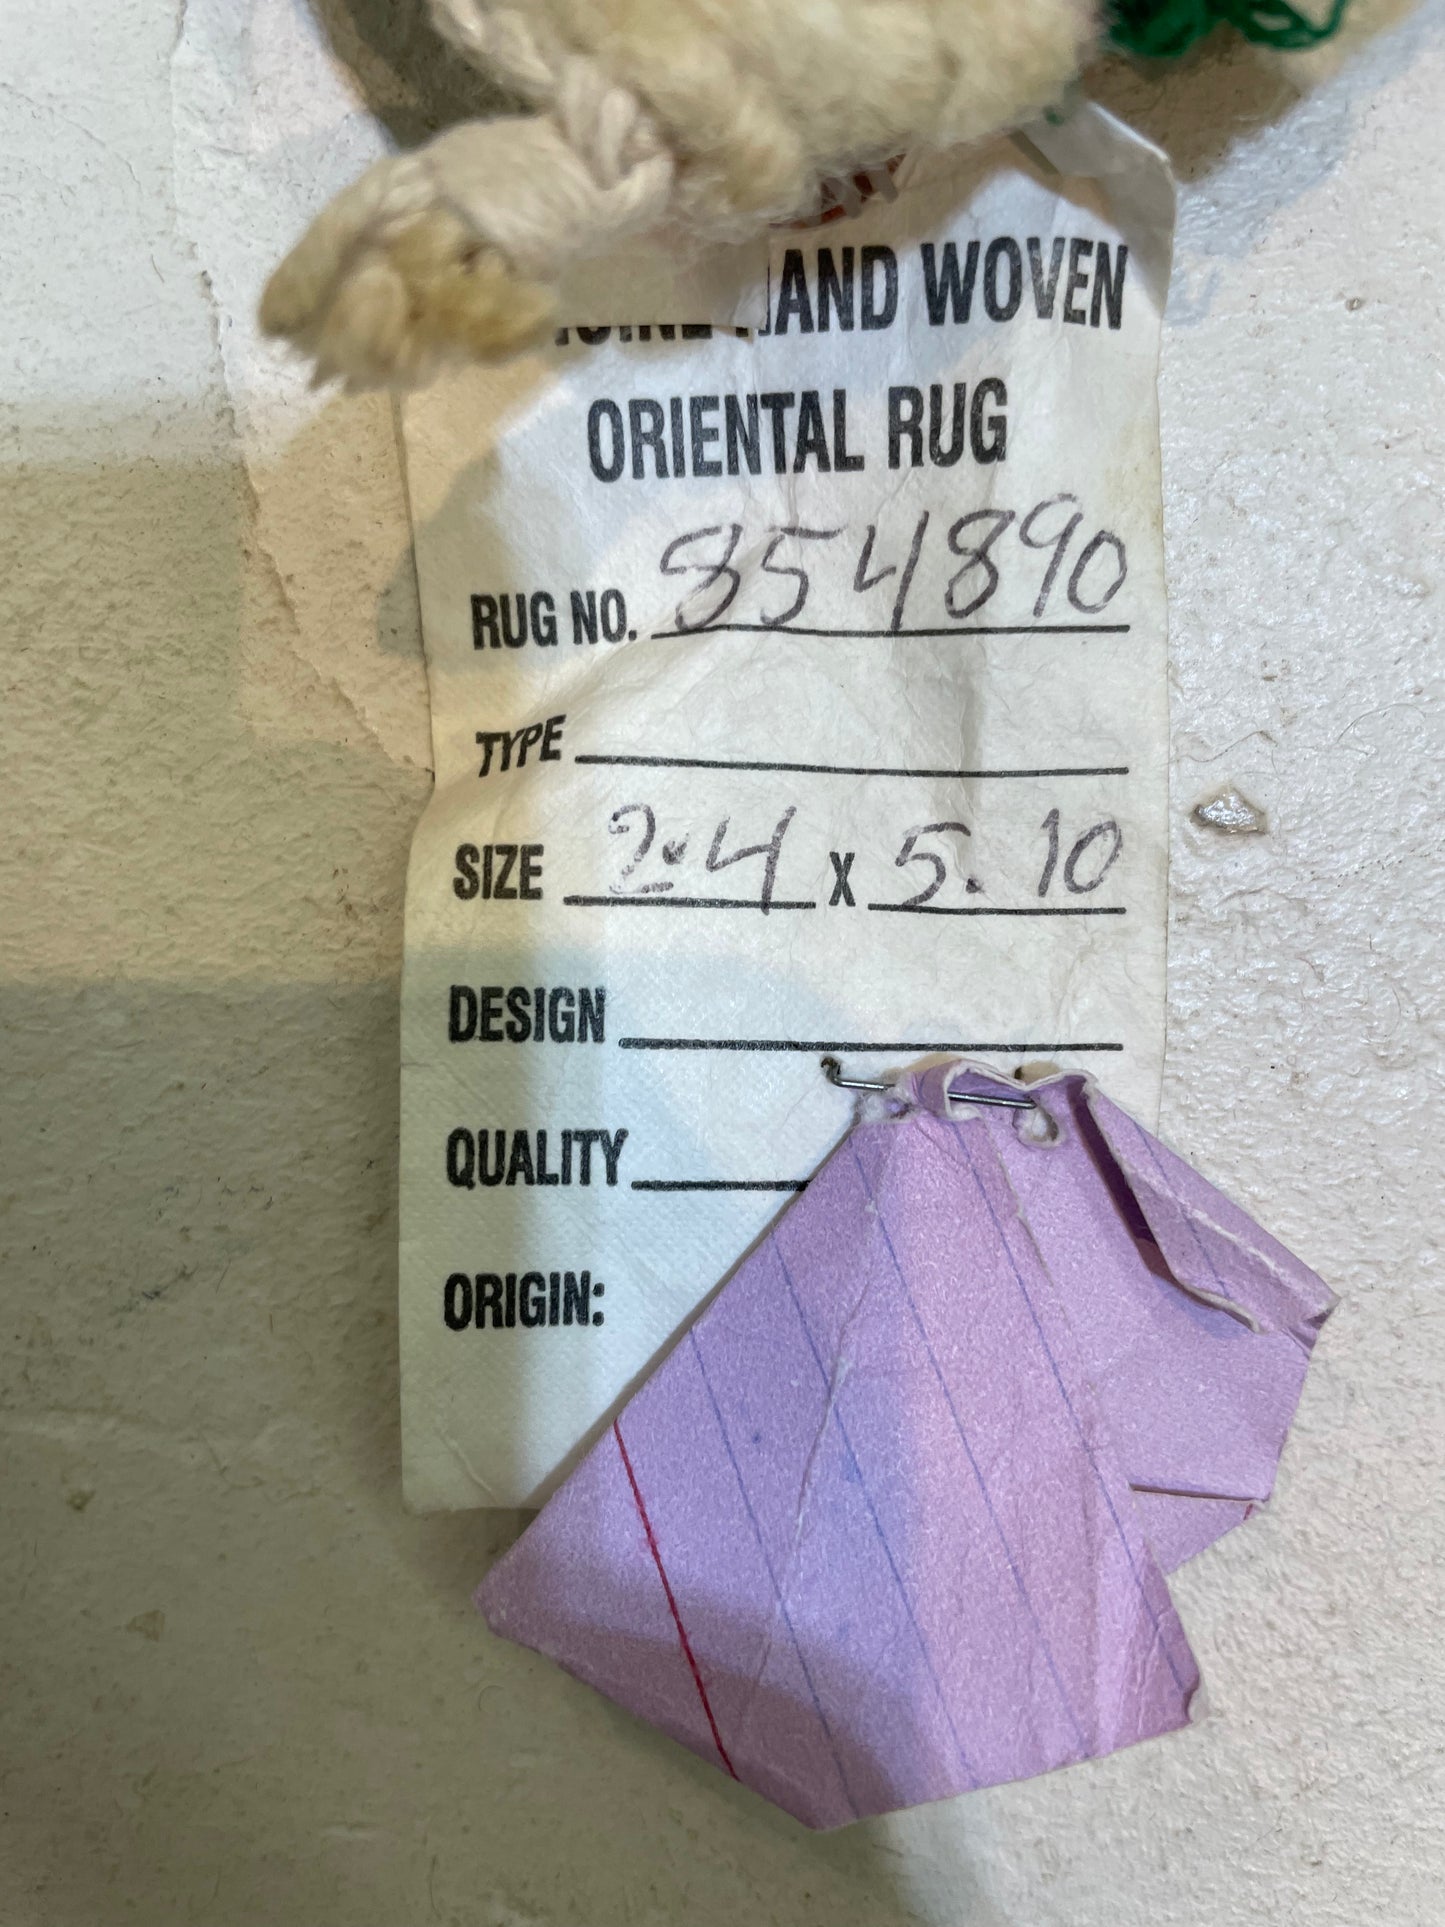 HAND WOVEN
ORIENTAL RUG
RUG NO. 854890
TYPE
SIZE 2.4 x 5.10
DESIGN
QUALITY
ORIGIN: